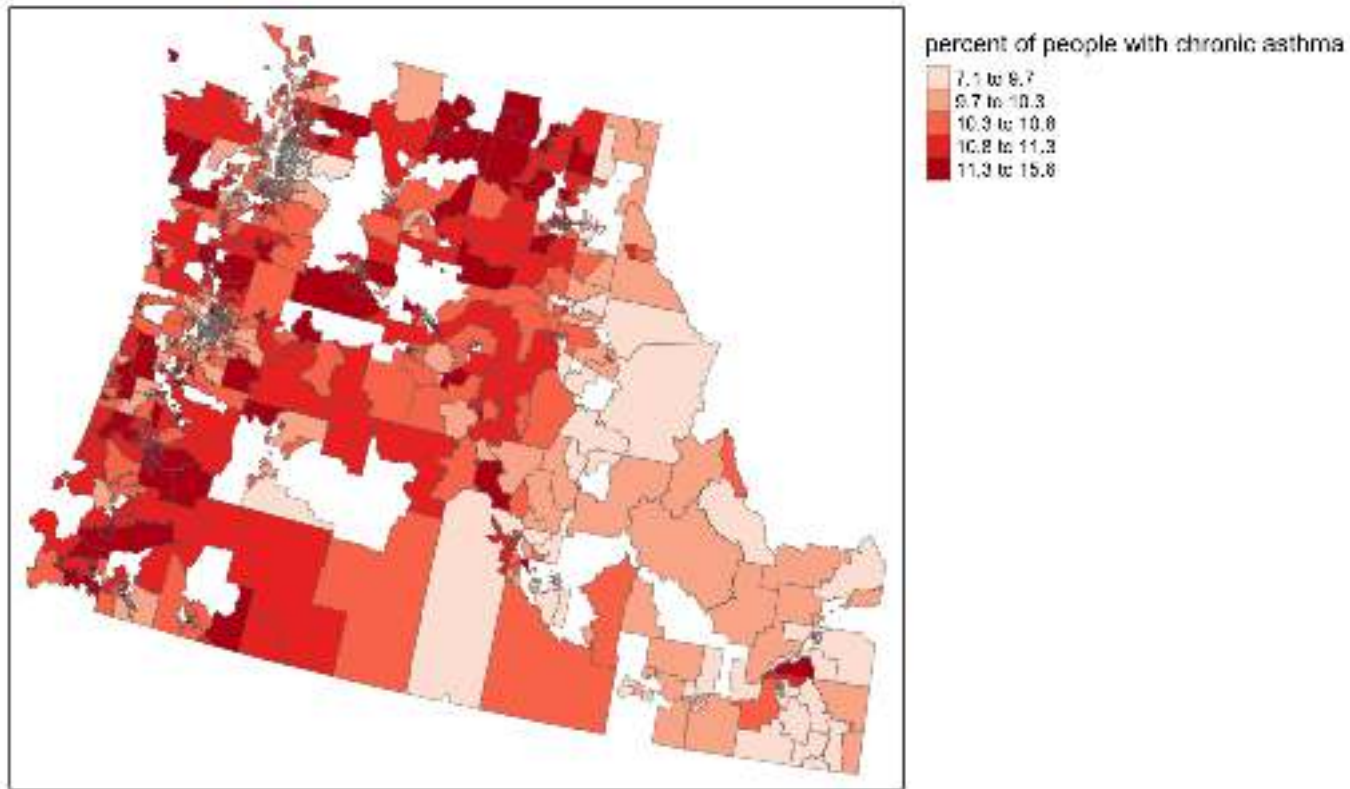 percent of people with chronic asthma
7.1 to 9.7
9.7 to 10.3
10.3 to 10.8
10.8 to 11.3
11.3 to 15.8